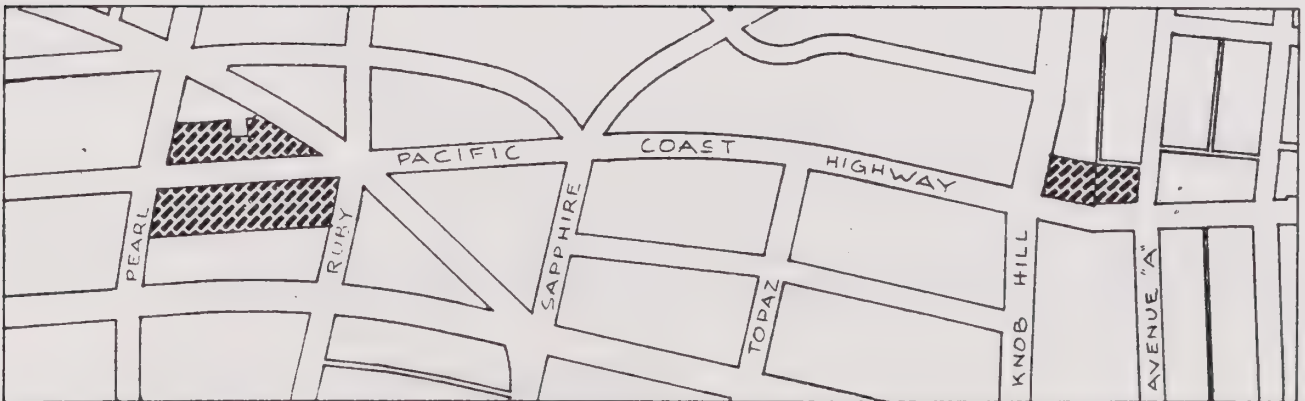 PACIFIC COAST HIGHWAY
PEARL
RUBY
SAPPHIRE
TOPAZ
KNOB HILL
AVENUE "A"